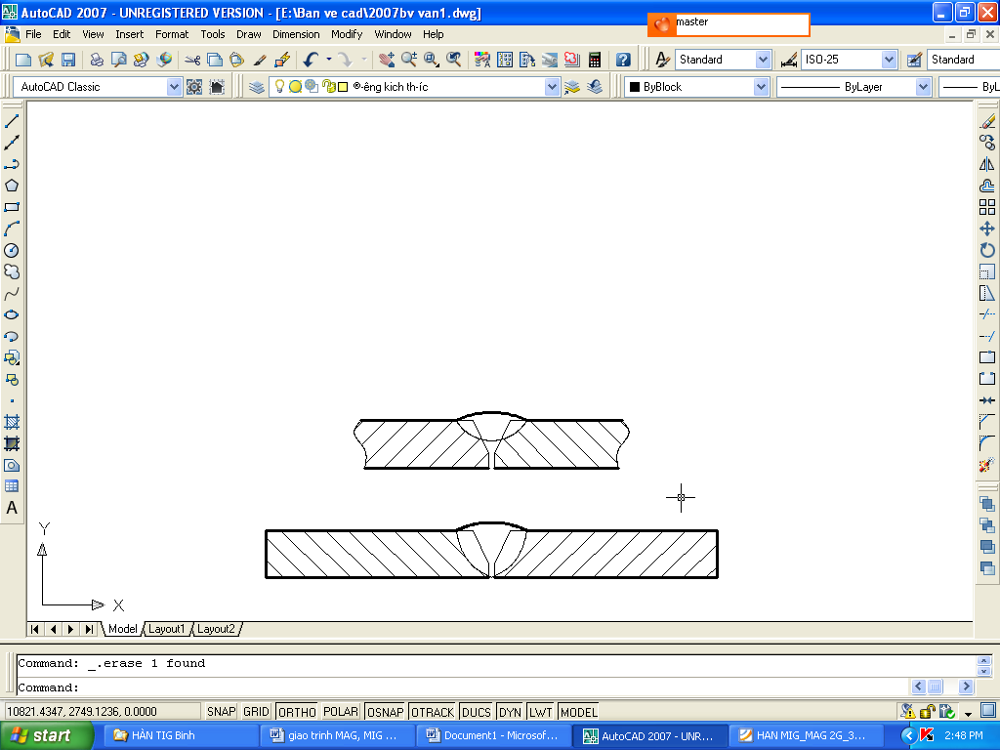 AutoCAD 2007 - UNREGISTERED VERSION - [E:\Ban ve cad\2007bv van1.dwg]
master
File Edit View Insert Format Tools Draw Dimension Modify Window Help
Standard ISO-25 Standard
AutoCAD Classic ®-êng kich th-íc ByBlock ByLayer ByL
A
Y
X
Model Layout1 Layout2
Command: _.erase 1 found
Command:
10821.4347, 2749.1236, 0.0000 SNAP GRID ORTHO POLAR OSNAP OTRACK DUCS DYN LWT MODEL
start HÀN TIG Binh giao trinh MAG, MIG ... Document1 - Microsof... AutoCAD 2007 - UNR... HAN MIG_MAG 2G_3... 2:48 PM